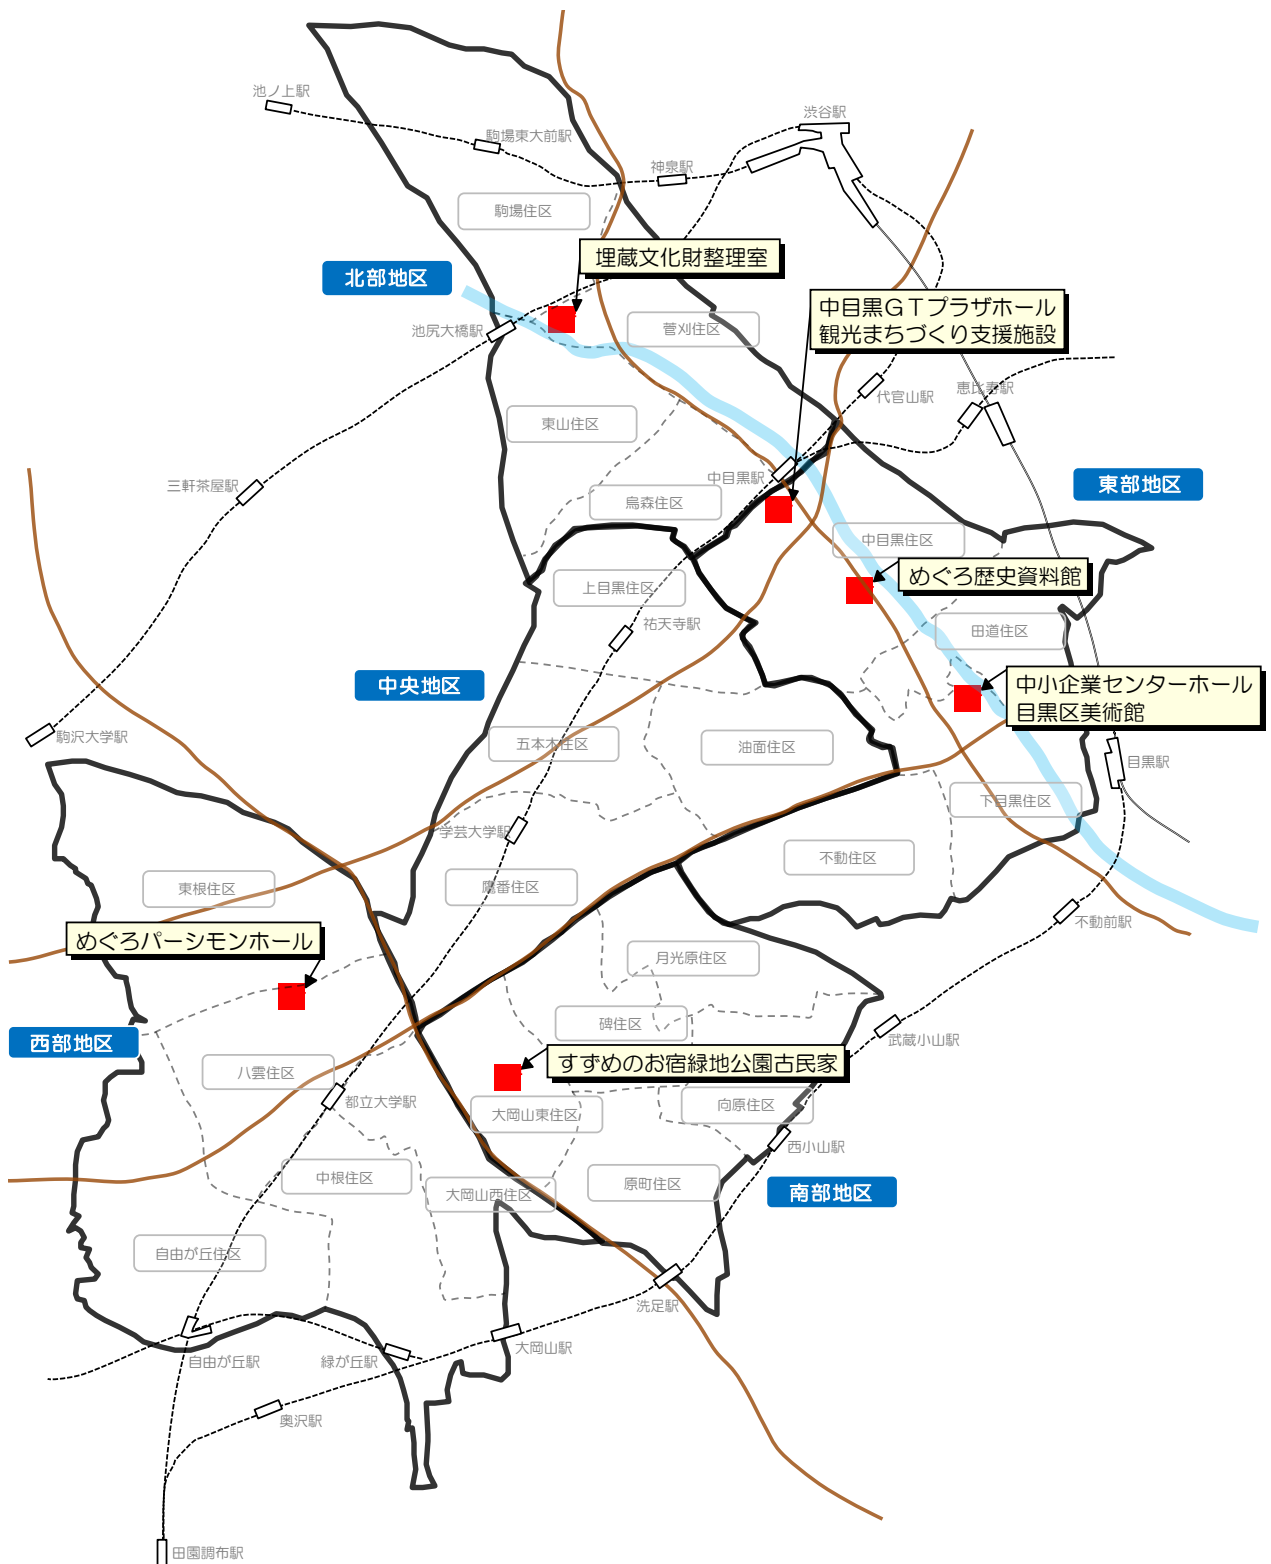 池ノ上駅
渋谷駅
駒場東大前駅
神泉駅
駒場住区
埋蔵文化財整理室
北部地区
中目黒GTプラザホール
観光まちづくり支援施設
池尻大橋駅
菅刈住区
代官山駅
恵比寿駅
東山住区
三軒茶屋駅
中目黒駅
東部地区
烏森住区
中目黒住区
めぐろ歴史資料館
上目黒住区
祐天寺駅
田道住区
中央地区
中小企業センターホール
目黒区美術館
駒沢大学駅
五本木住区
油面住区
目黒駅
下目黒住区
学芸大学駅
不動住区
東根住区
鷹番住区
不動前駅
めぐろパーシモンホール
月光原住区
碑住区
西部地区
武蔵小山駅
すずめのお宿緑地公園古民家
八雲住区
都立大学駅
大岡山東住区
向原住区
西小山駅
中根住区
大岡山西住区
原町住区
南部地区
自由が丘住区
洗足駅
大岡山駅
自由が丘駅
緑が丘駅
奥沢駅
田園調布駅